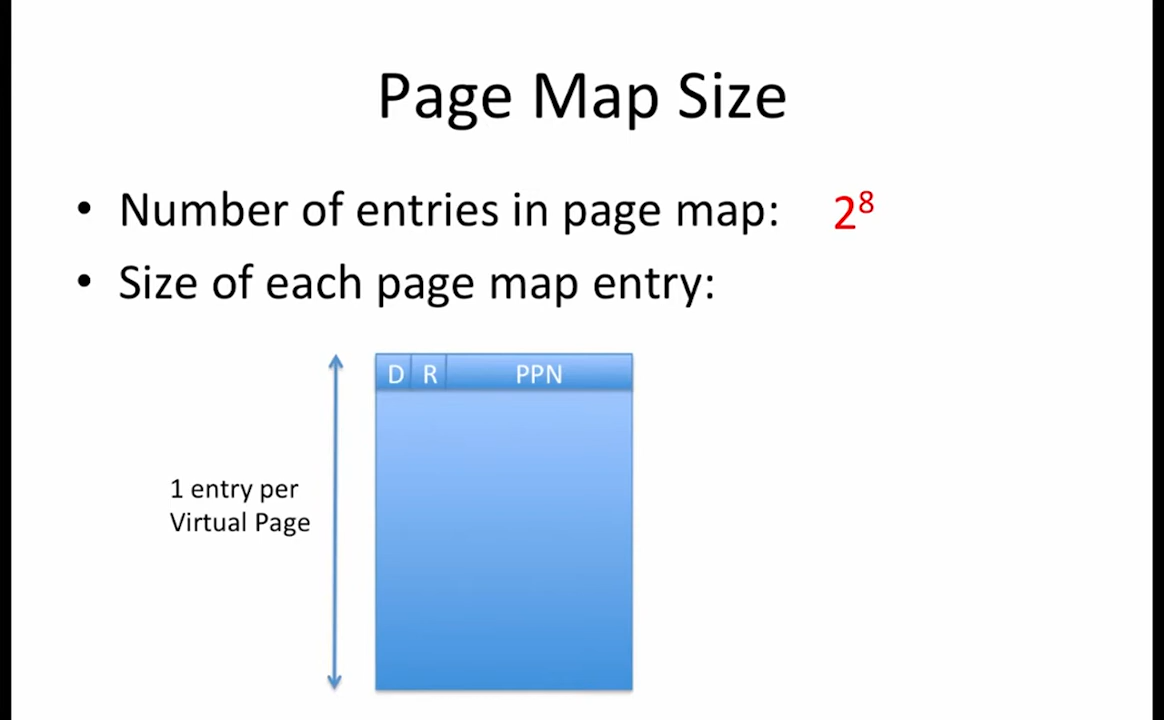 Page Map Size
• Number of entries in page map: 2⁸
• Size of each page map entry:
D R PPN
1 entry per
Virtual Page